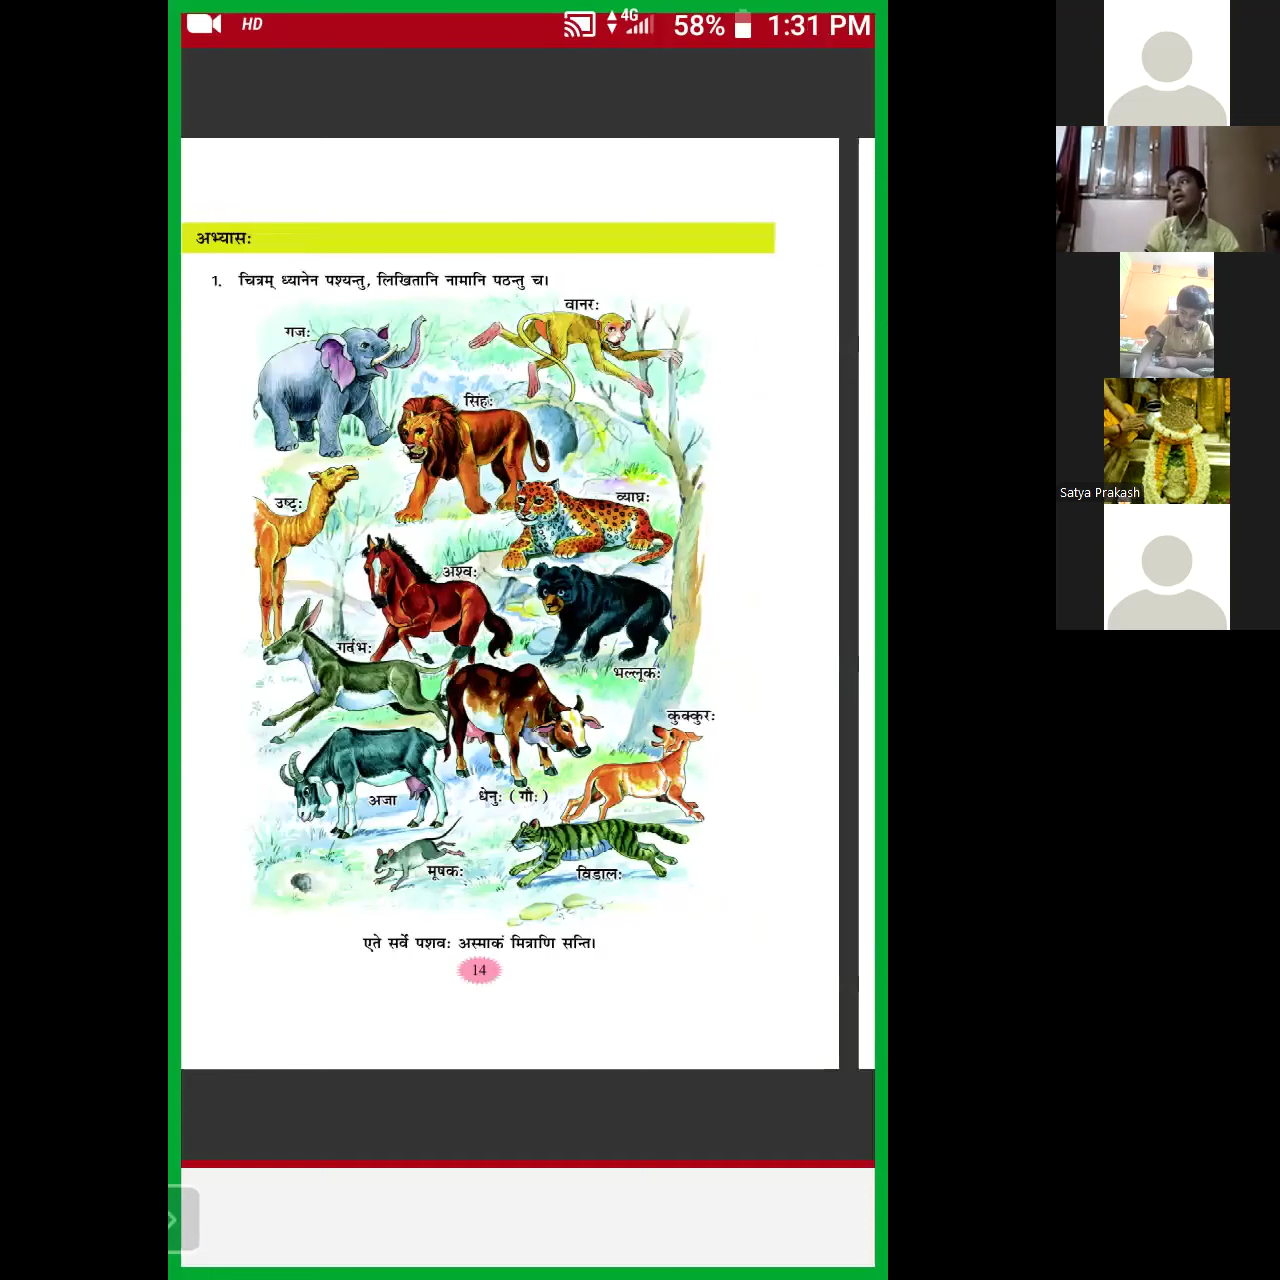 HD 4G 58% 1:31 PM
अभ्यासः
1. चित्रम् ध्यानेन पश्यन्तु, लिखितानि नामानि पठन्तु च।
वानरः
गजः
सिंहः
व्याघ्रः
उष्ट्रः
अश्वः
गर्दभः
भल्लूकः
कुक्कुरः
अजा
धेनुः (गौः)
मूषकः
विडालः
एते सर्वे पशवः अस्माकं मित्राणि सन्ति।
14
Satya Prakash